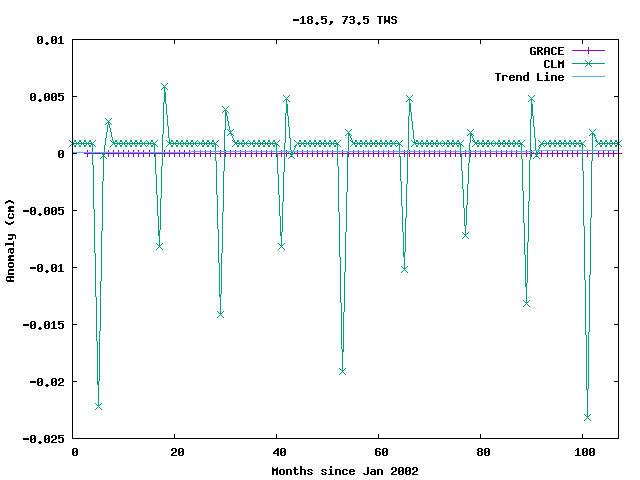 -18.5, 73.5 TWS
GRACE
CLM
Trend Line
0.01
0.005
0
-0.005
-0.01
-0.015
-0.02
-0.025
Anomaly (cm)
0 20 40 60 80 100
Months since Jan 2002